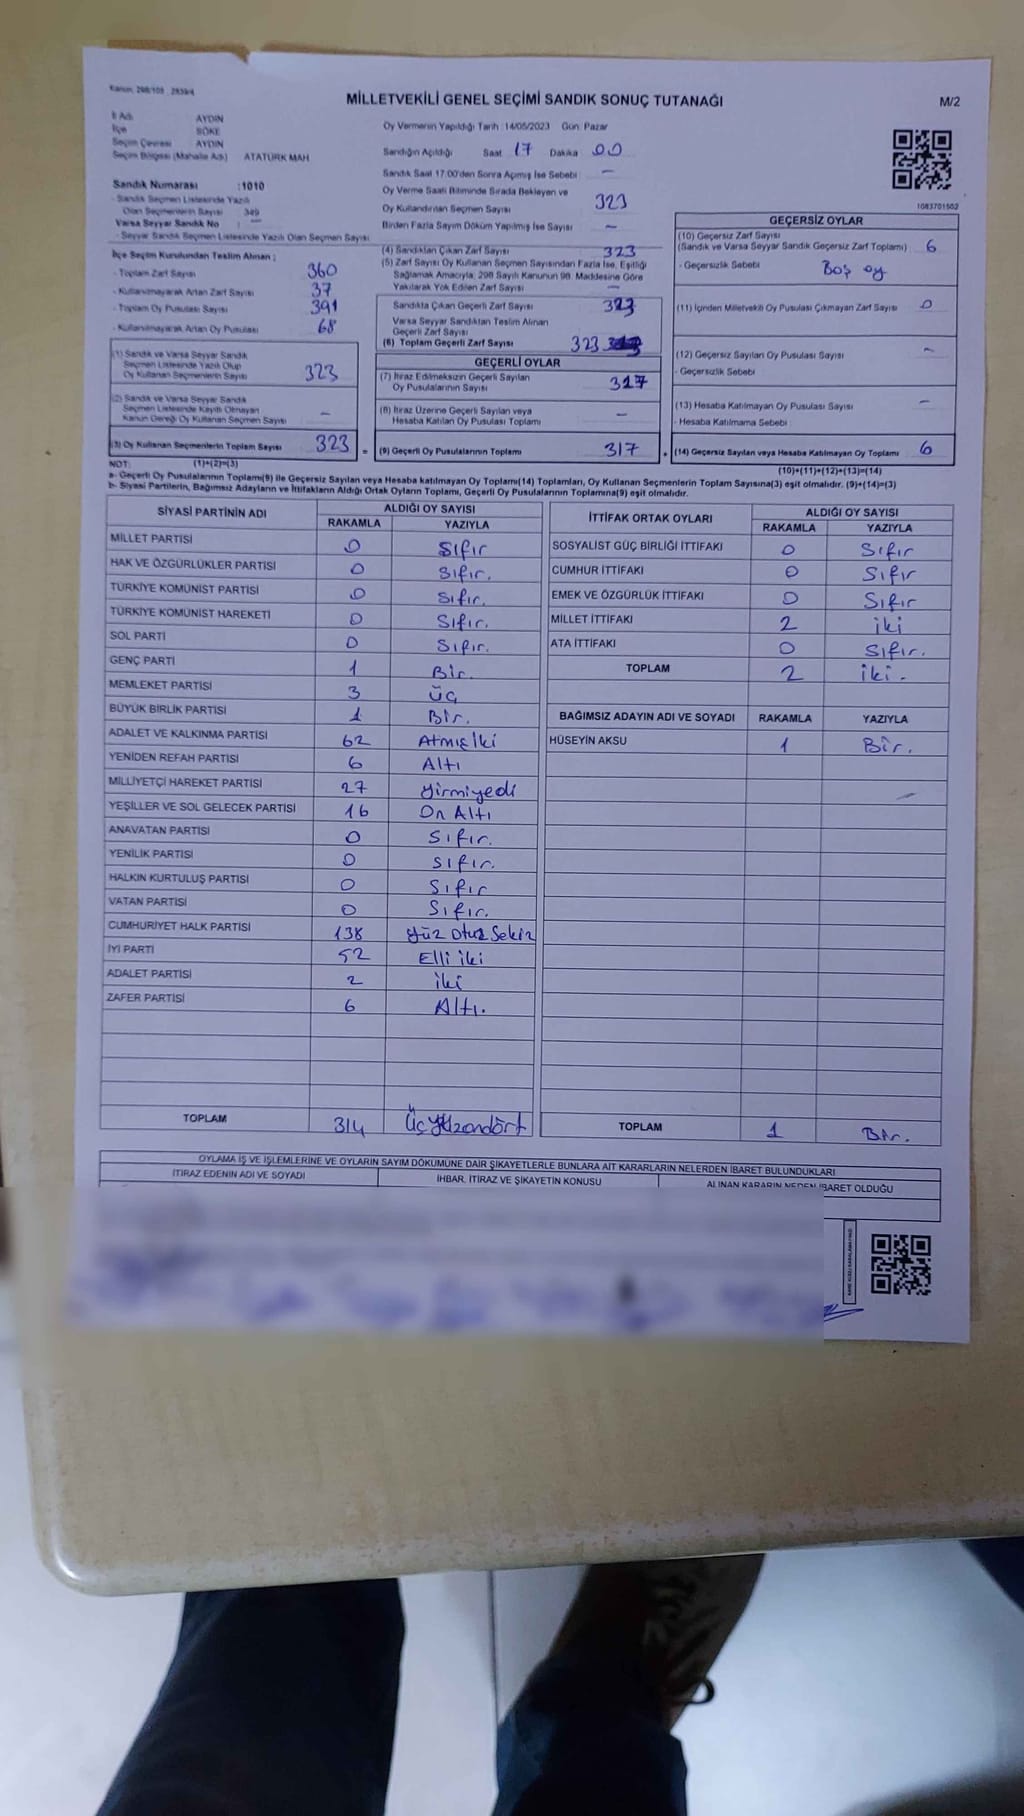 Kanun: 298/105 , 2839/4
MİLLETVEKİLİ GENEL SEÇİMİ SANDIK SONUÇ TUTANAĞI
M/2
İl Adı AYDIN
İlçe SÖKE
Seçim Çevresi AYDIN
Seçim Bölgesi (Mahalle Adı) ATATÜRK MAH
Sandık Numarası :1010
- Sandık Seçmen Listesinde Yazılı
Olan Seçmenlerin Sayısı : 349
Varsa Seyyar Sandık No : —
- Seyyar Sandık Seçmen Listesinde Yazılı Olan Seçmen Sayısı
İlçe Seçim Kurulundan Teslim Alınan ;
- Toplam Zarf Sayısı 360
- Kullanılmayarak Artan Zarf Sayısı 37
- Toplam Oy Pusulası Sayısı 391
- Kullanılmayarak Artan Oy Pusulası 68
(1) Sandık ve Varsa Seyyar Sandık
Seçmen Listesinde Yazılı Olup
Oy Kullanan Seçmenlerin Sayısı 323
(2) Sandık ve Varsa Seyyar Sandık
Seçmen Listesinde Kayıtlı Olmayan
Kanun Gereği Oy Kullanan Seçmen Sayısı –
(3) Oy Kullanan Seçmenlerin Toplam Sayısı 323 =
Oy Vermenin Yapıldığı Tarih :14/05/2023 Gün: Pazar
Sandığın Açıldığı Saat 17 Dakika 00
Sandık Saat 17:00'den Sonra Açılmış İse Sebebi : —
Oy Verme Saati Bitiminde Sırada Bekleyen ve
Oy Kullandırılan Seçmen Sayısı 323
Birden Fazla Sayım Döküm Yapılmış İse Sayısı —
(4) Sandıktan Çıkan Zarf Sayısı 323
(5) Zarf Sayısı Oy Kullanan Seçmen Sayısından Fazla İse, Eşitliği
Sağlamak Amacıyla; 298 Sayılı Kanunun 98. Maddesine Göre
Yakılarak Yok Edilen Zarf Sayısı —
Sandıkta Çıkan Geçerli Zarf Sayısı 323
Varsa Seyyar Sandıktan Teslim Alınan
Geçerli Zarf Sayısı
(6) Toplam Geçerli Zarf Sayısı 323
GEÇERLİ OYLAR
(7) İtiraz Edilmeksizin Geçerli Sayılan
Oy Pusulalarının Sayısı 317
(8) İtiraz Üzerine Geçerli Sayılan veya
Hesaba Katılan Oy Pusulası Toplamı —
(9) Geçerli Oy Pusulalarının Toplamı 317 +
1083701502
GEÇERSİZ OYLAR
(10) Geçersiz Zarf Sayısı
(Sandık ve Varsa Seyyar Sandık Geçersiz Zarf Toplamı) 6
- Geçersizlik Sebebi Boş oy
(11) İçinden Milletvekili Oy Pusulası Çıkmayan Zarf Sayısı 0
(12) Geçersiz Sayılan Oy Pusulası Sayısı –
- Geçersizlik Sebebi
(13) Hesaba Katılmayan Oy Pusulası Sayısı –
- Hesaba Katılmama Sebebi
(14) Geçersiz Sayılan veya Hesaba Katılmayan Oy Toplamı 6
NOT: (1)+(2)=(3) (10)+(11)+(12)+(13)=(14)
a- Geçerli Oy Pusulalarının Toplamı(9) ile Geçersiz Sayılan veya Hesaba katılmayan Oy Toplamı(14) Toplamları, Oy Kullanan Seçmenlerin Toplam Sayısına(3) eşit olmalıdır. (9)+(14)=(3)
b- Siyasi Partilerin, Bağımsız Adayların ve İttifakların Aldığı Ortak Oyların Toplamı, Geçerli Oy Pusulalarının Toplamına(9) eşit olmalıdır.
SİYASİ PARTİNİN ADI ALDIĞI OY SAYISI
RAKAMLA YAZIYLA
MİLLET PARTİSİ 0 Sıfır
HAK VE ÖZGÜRLÜKLER PARTİSİ 0 Sıfır.
TÜRKİYE KOMÜNİST PARTİSİ 0 Sıfır.
TÜRKİYE KOMÜNİST HAREKETİ 0 Sıfır.
SOL PARTİ 0 Sıfır.
GENÇ PARTİ 1 Bir.
MEMLEKET PARTİSİ 3 üç
BÜYÜK BİRLİK PARTİSİ 1 Bir.
ADALET VE KALKINMA PARTİSİ 62 Atmışiki
YENİDEN REFAH PARTİSİ 6 Altı
MİLLİYETÇİ HAREKET PARTİSİ 27 yirmiyedi
YEŞİLLER VE SOL GELECEK PARTİSİ 16 On Altı
ANAVATAN PARTİSİ 0 Sıfır.
YENİLİK PARTİSİ 0 Sıfır.
HALKIN KURTULUŞ PARTİSİ 0 Sıfır
VATAN PARTİSİ 0 Sıfır.
CUMHURİYET HALK PARTİSİ 138 yüz otuz Sekiz
İYİ PARTİ 52 Elli iki
ADALET PARTİSİ 2 iki
ZAFER PARTİSİ 6 Altı.
TOPLAM 314 Üçyüzondört
İTTİFAK ORTAK OYLARI ALDIĞI OY SAYISI
RAKAMLA YAZIYLA
SOSYALİST GÜÇ BİRLİĞİ İTTİFAKI 0 Sıfır
CUMHUR İTTİFAKI 0 Sıfır
EMEK VE ÖZGÜRLÜK İTTİFAKI 0 Sıfır
MİLLET İTTİFAKI 2 iki
ATA İTTİFAKI 0 Sıfır.
TOPLAM 2 iki.
BAĞIMSIZ ADAYIN ADI VE SOYADI RAKAMLA YAZIYLA
HÜSEYİN AKSU 1 Bir.
TOPLAM 1 Bir.
OYLAMA İŞ VE İŞLEMLERİNE VE OYLARIN SAYIM DÖKÜMÜNE DAİR ŞİKAYETLERLE BUNLARA AİT KARARLARIN NELERDEN İBARET BULUNDUKLARI
İTİRAZ EDENİN ADI VE SOYADI İHBAR, İTİRAZ VE ŞİKAYETİN KONUSU ALINAN KARARIN NEDEN İBARET OLDUĞU